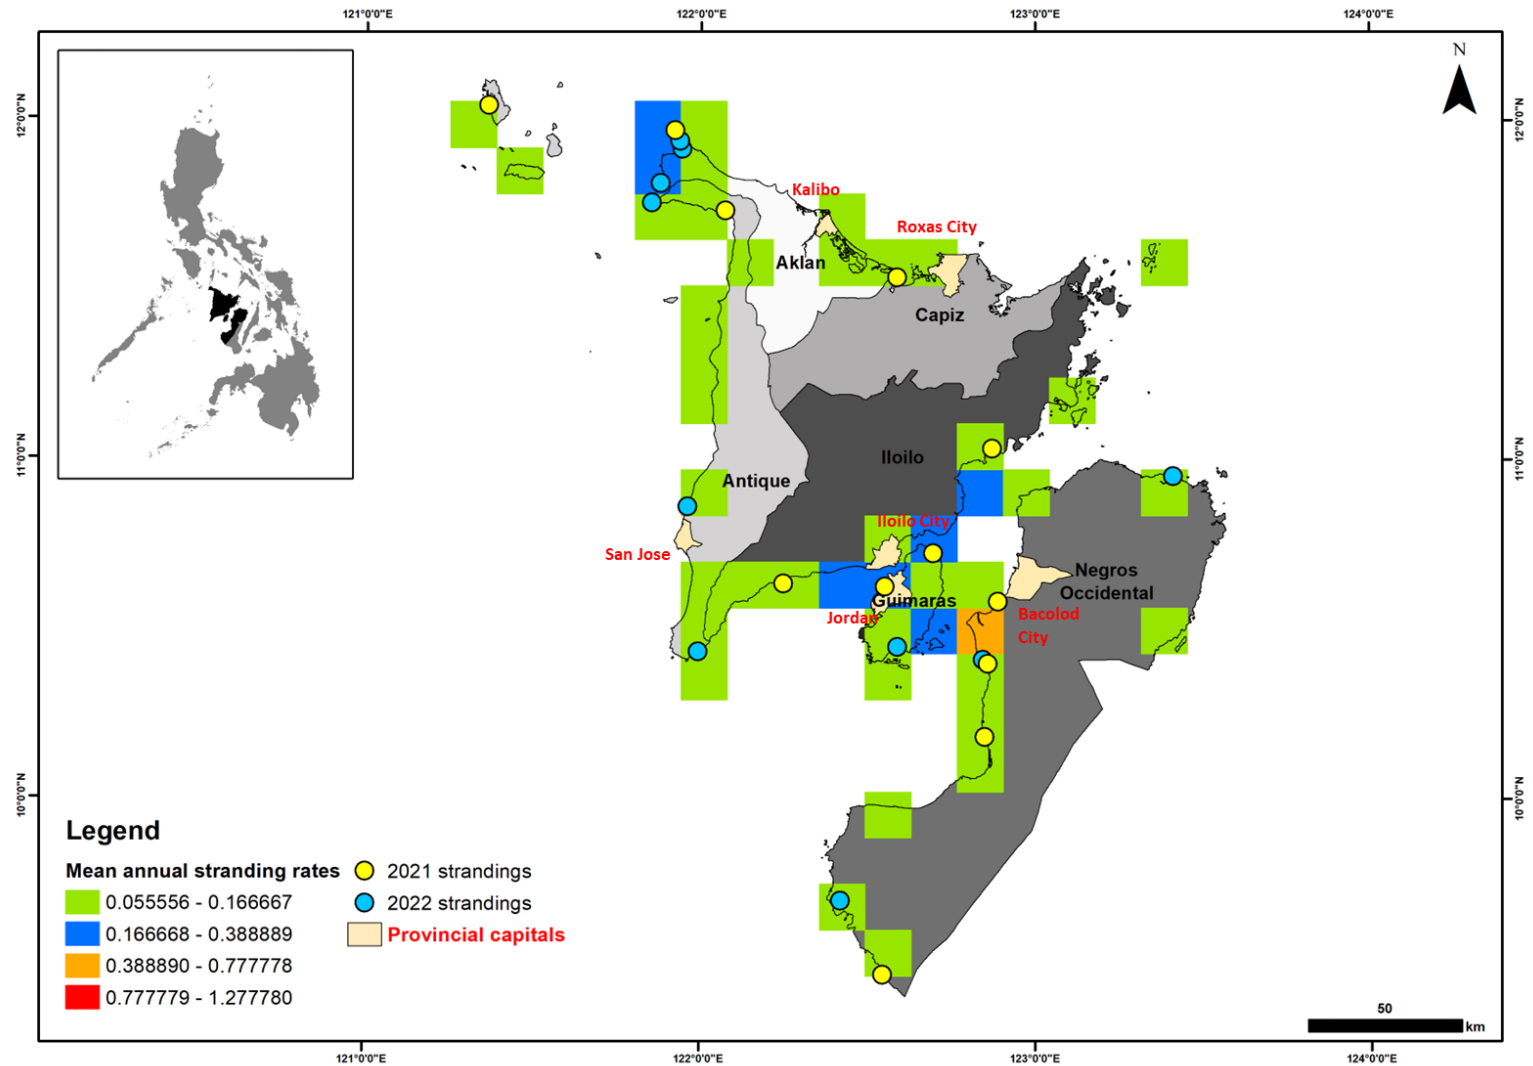 121°0'0"E
122°0'0"E
123°0'0"E
124°0'0"E
N
12°0'0"N
12°0'0"N
Kalibo
Roxas City
Aklan
Capiz
11°0'0"N
11°0'0"N
Iloilo
Antique
Iloilo City
San Jose
Negros
Occidental
Guimaras
Jordan
Bacolod
City
10°0'0"N
10°0'0"N
Legend
Mean annual stranding rates
0.055556 - 0.166667
0.166668 - 0.388889
0.388890 - 0.777778
0.777779 - 1.277780
2021 strandings
2022 strandings
Provincial capitals
50
km
121°0'0"E
122°0'0"E
123°0'0"E
124°0'0"E